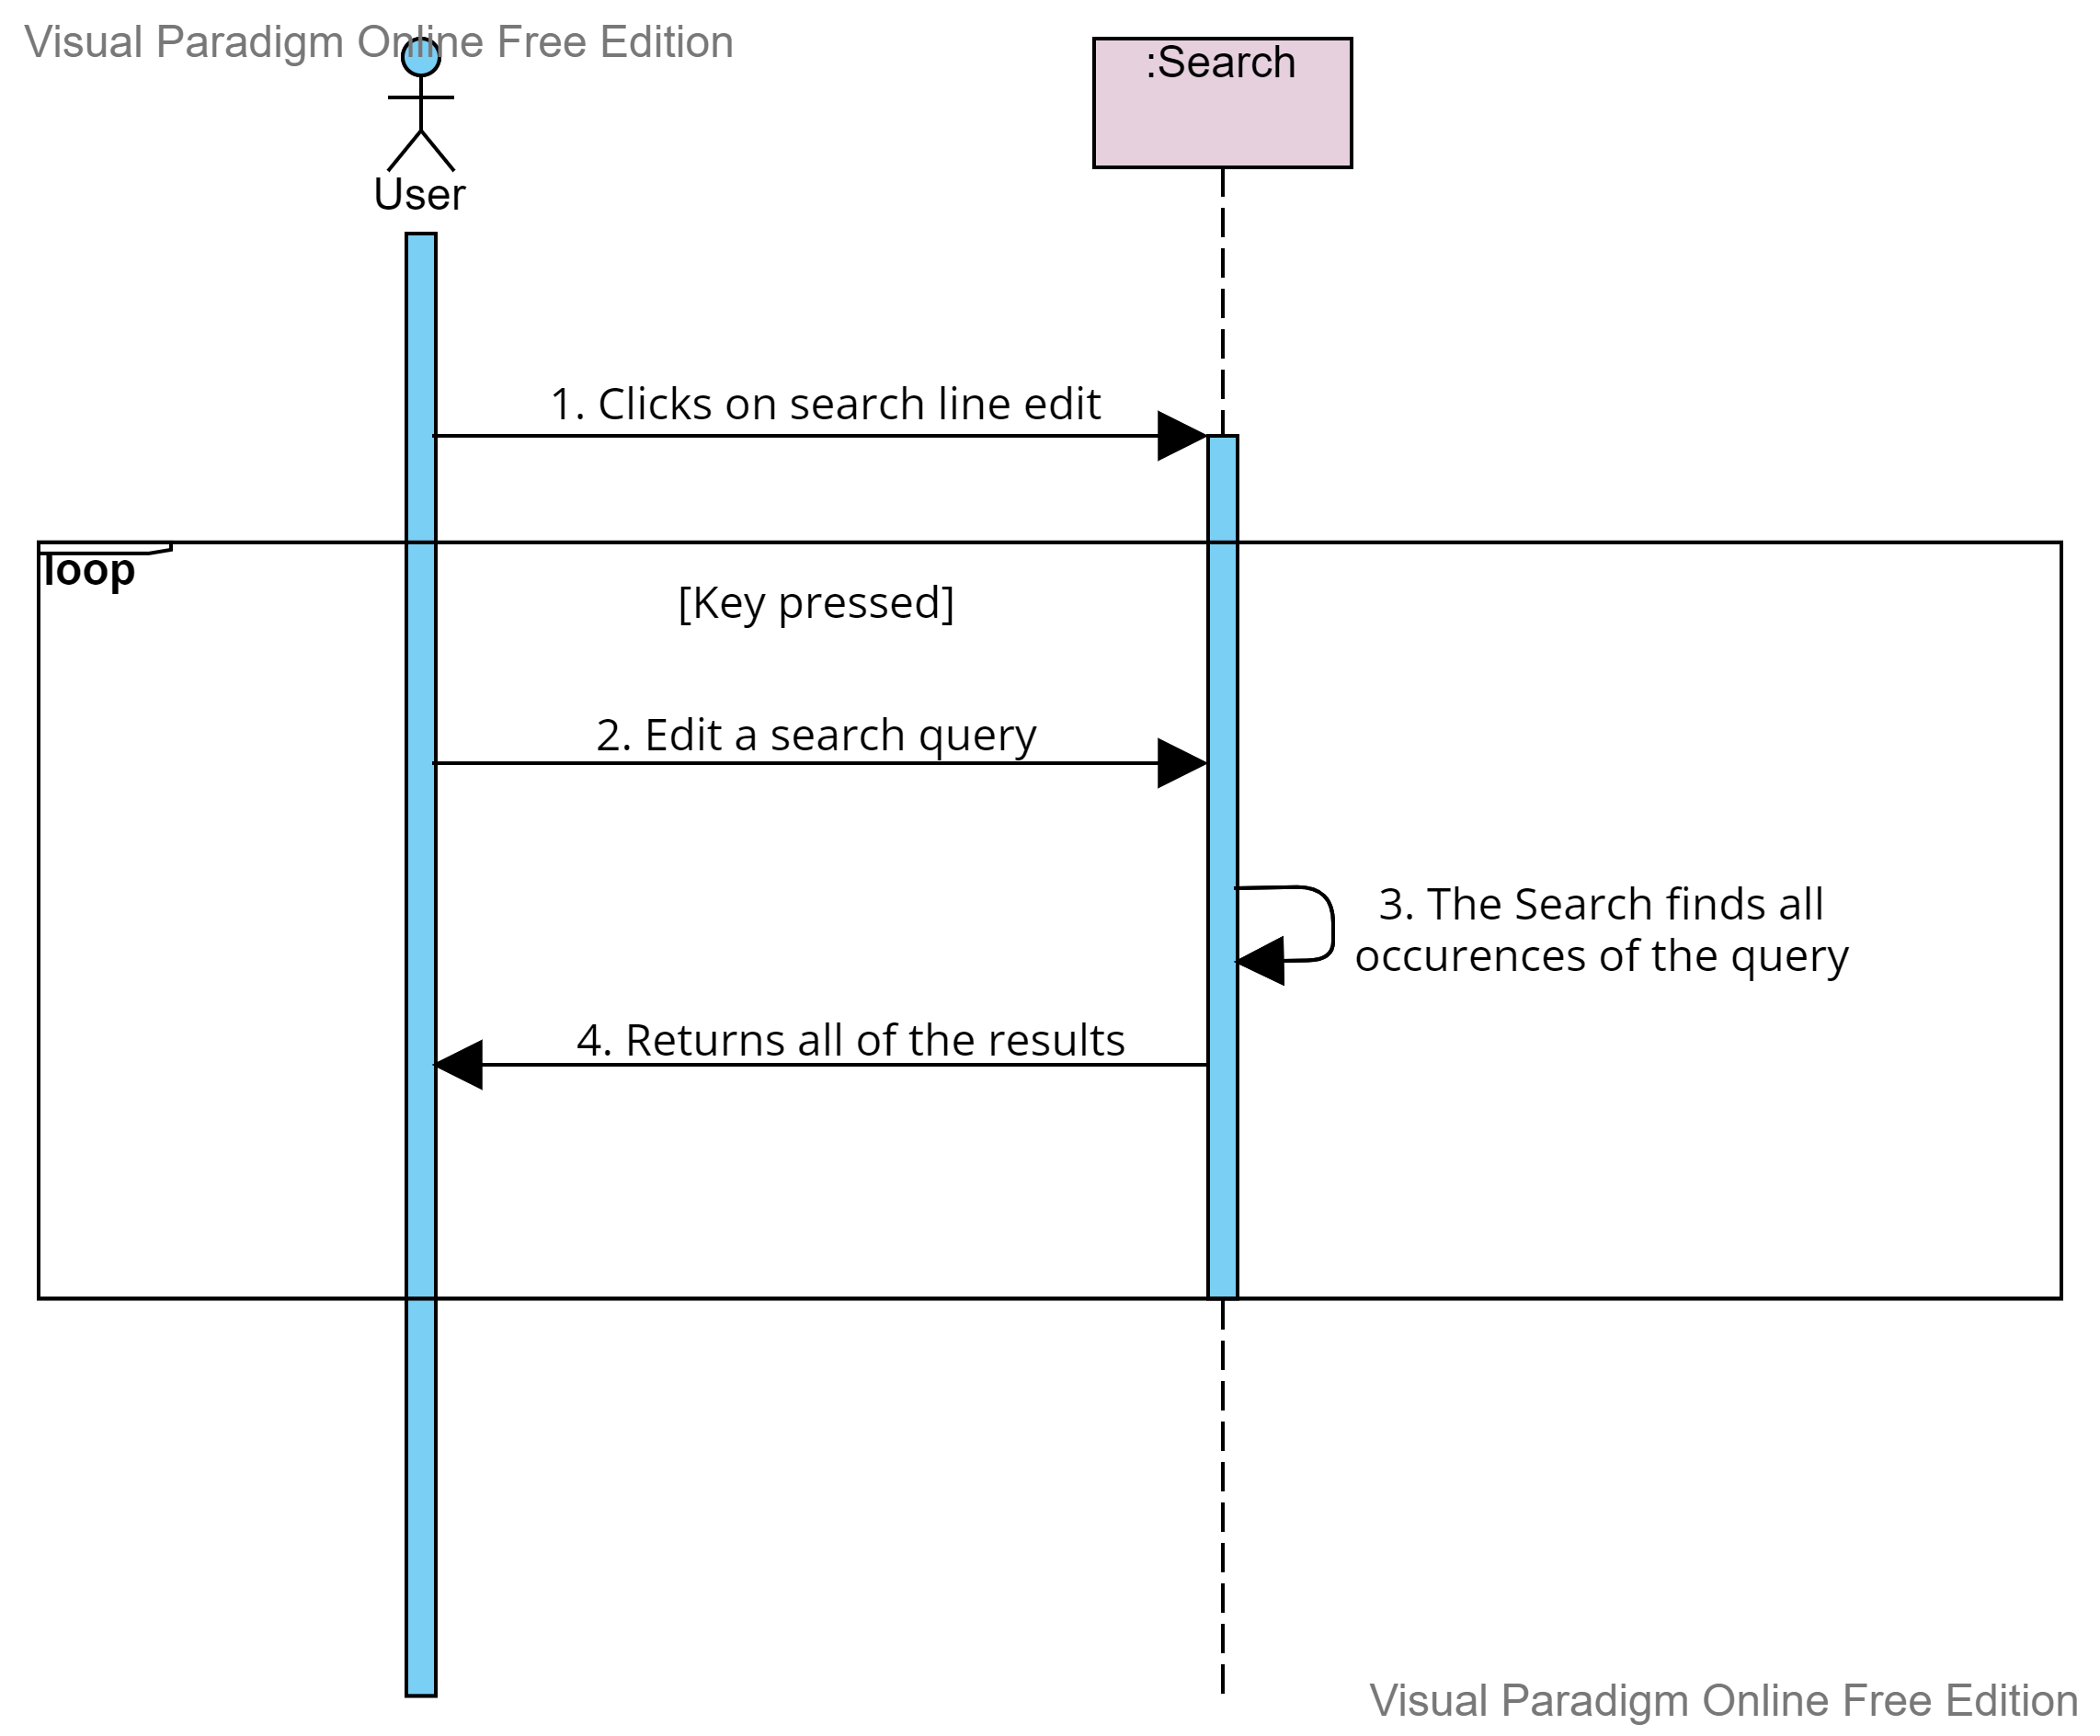 Visual Paradigm Online Free Edition
:Search
User
1. Clicks on search line edit
loop
[Key pressed]
2. Edit a search query
3. The Search finds all
occurences of the query
4. Returns all of the results
Visual Paradigm Online Free Edition